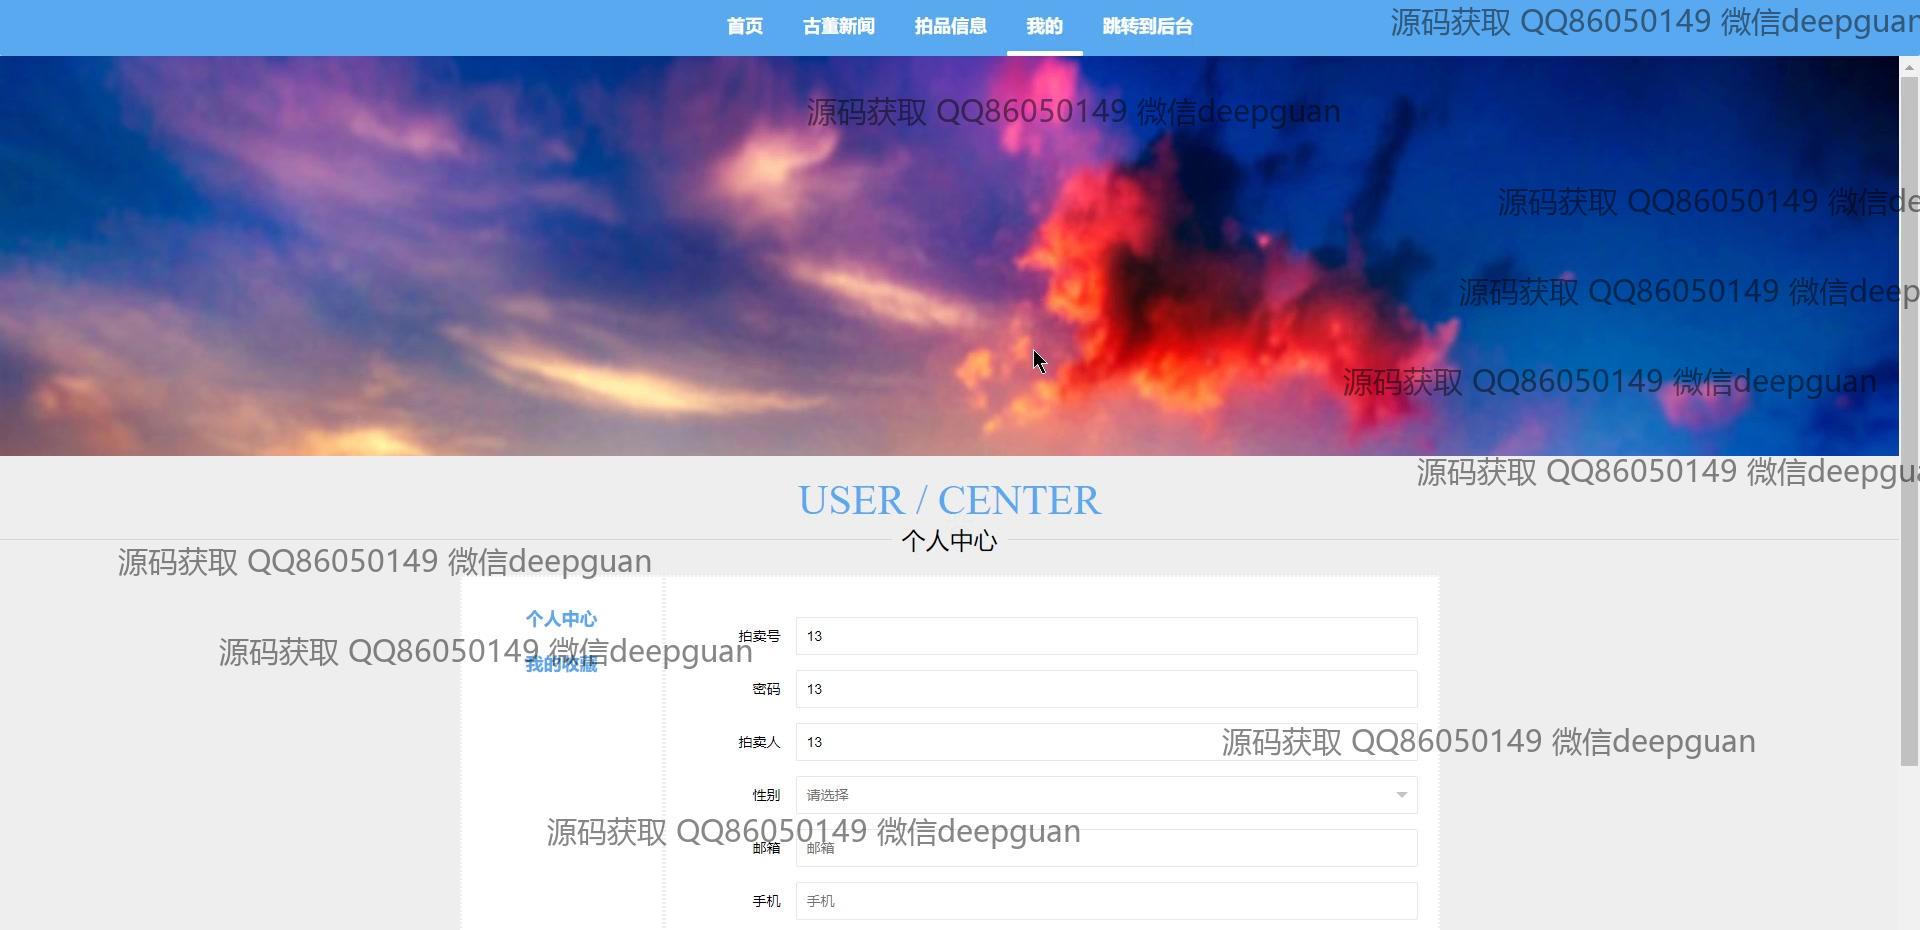 首页 古董新闻 拍品信息 我的 跳转到后台
源码获取 QQ86050149 微信deepguan
源码获取 QQ86050149 微信deepguan
源码获取 QQ86050149 微信de
源码获取 QQ86050149 微信deep
源码获取 QQ86050149 微信deepguan
源码获取 QQ86050149 微信deepgua
USER / CENTER
个人中心
源码获取 QQ86050149 微信deepguan
个人中心
拍卖号 13
源码获取 QQ86050149 微信deepguan
我的收藏
密码 13
拍卖人 13
源码获取 QQ86050149 微信deepguan
性别 请选择
源码获取 QQ86050149 微信deepguan
邮箱 邮箱
手机 手机